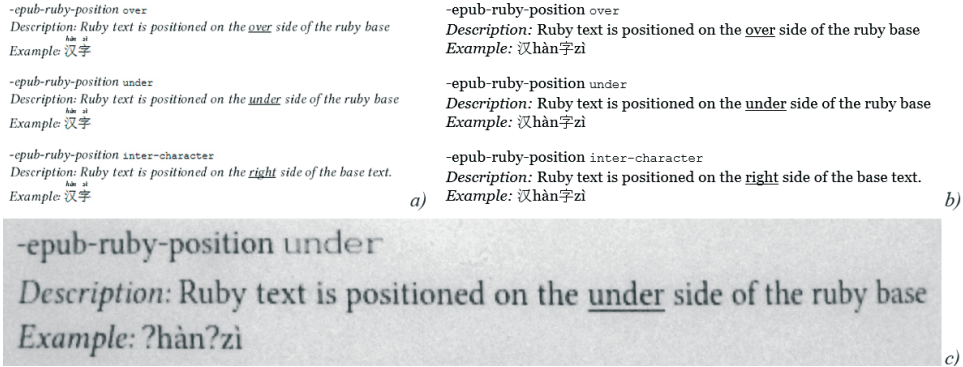 -epub-ruby-position over
Description: Ruby text is positioned on the over side of the ruby base
hàn zì
Example: 汉字
-epub-ruby-position under
Description: Ruby text is positioned on the under side of the ruby base
hàn zì
Example: 汉字
-epub-ruby-position inter-character
Description: Ruby text is positioned on the right side of the base text.
hàn zì
Example: 汉字
a)
-epub-ruby-position over
Description: Ruby text is positioned on the over side of the ruby base
Example: 汉hàn字zì
-epub-ruby-position under
Description: Ruby text is positioned on the under side of the ruby base
Example: 汉hàn字zì
-epub-ruby-position inter-character
Description: Ruby text is positioned on the right side of the base text.
Example: 汉hàn字zì
b)
-epub-ruby-position under
Description: Ruby text is positioned on the under side of the ruby base
Example: ?hàn?zì
c)